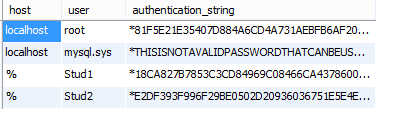 host user authentication_string
localhost root *81F5E21E35407D884A6CD4A731AEBFB6AF20...
localhost mysql.sys *THISISNOTAVALIDPASSWORDTHATCANBEUS...
% Stud1 *18CA827B7853C3CD84969C08466CA4378600...
% Stud2 *E2DF393F996F29BE0502D20936036751E5E4E...